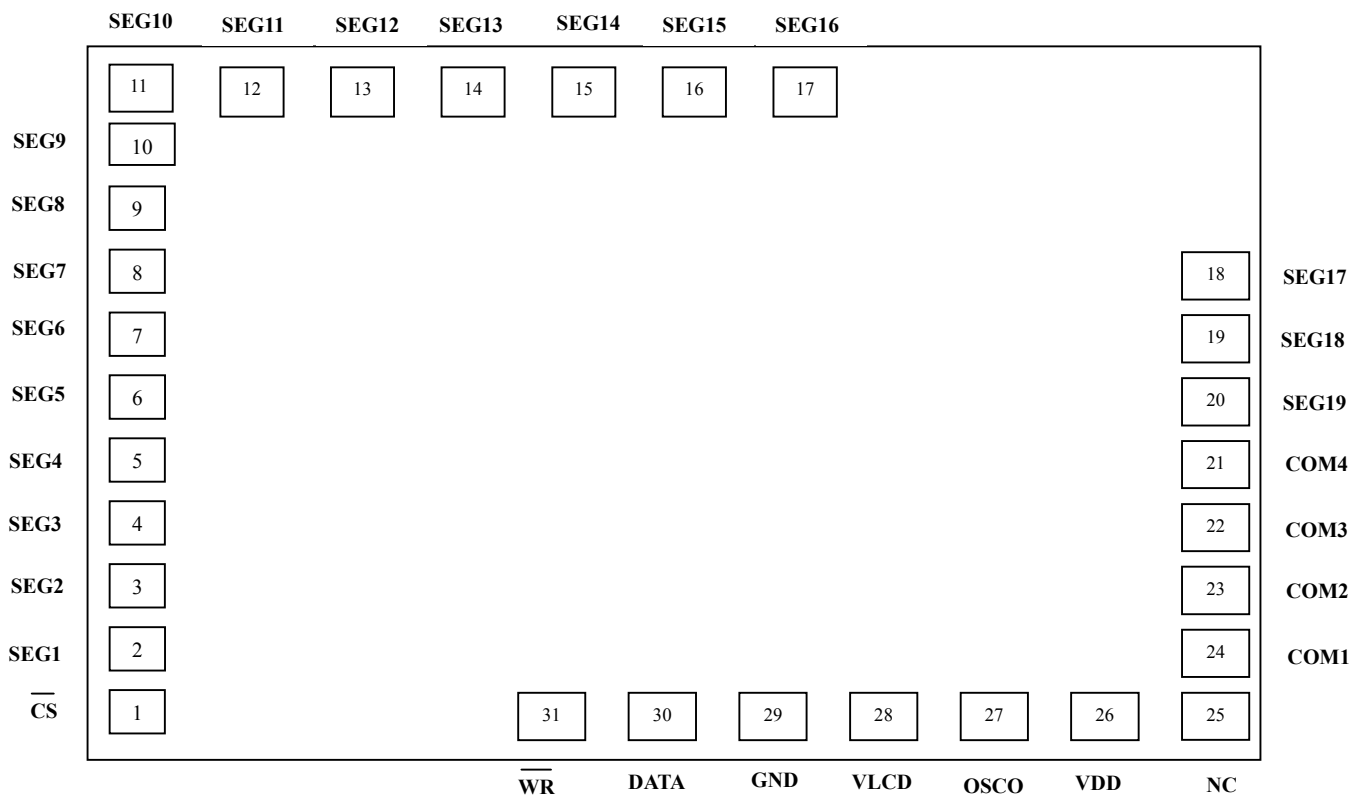 SEG10 SEG11 SEG12 SEG13 SEG14 SEG15 SEG16
11 12 13 14 15 16 17
SEG9 10
SEG8 9
SEG7 8 18 SEG17
SEG6 7 19 SEG18
SEG5 6 20 SEG19
SEG4 5 21 COM4
SEG3 4 22 COM3
SEG2 3 23 COM2
SEG1 2 24 COM1
C̅S̅ 1 31 30 29 28 27 26 25
W̅R̅ DATA GND VLCD OSCO VDD NC